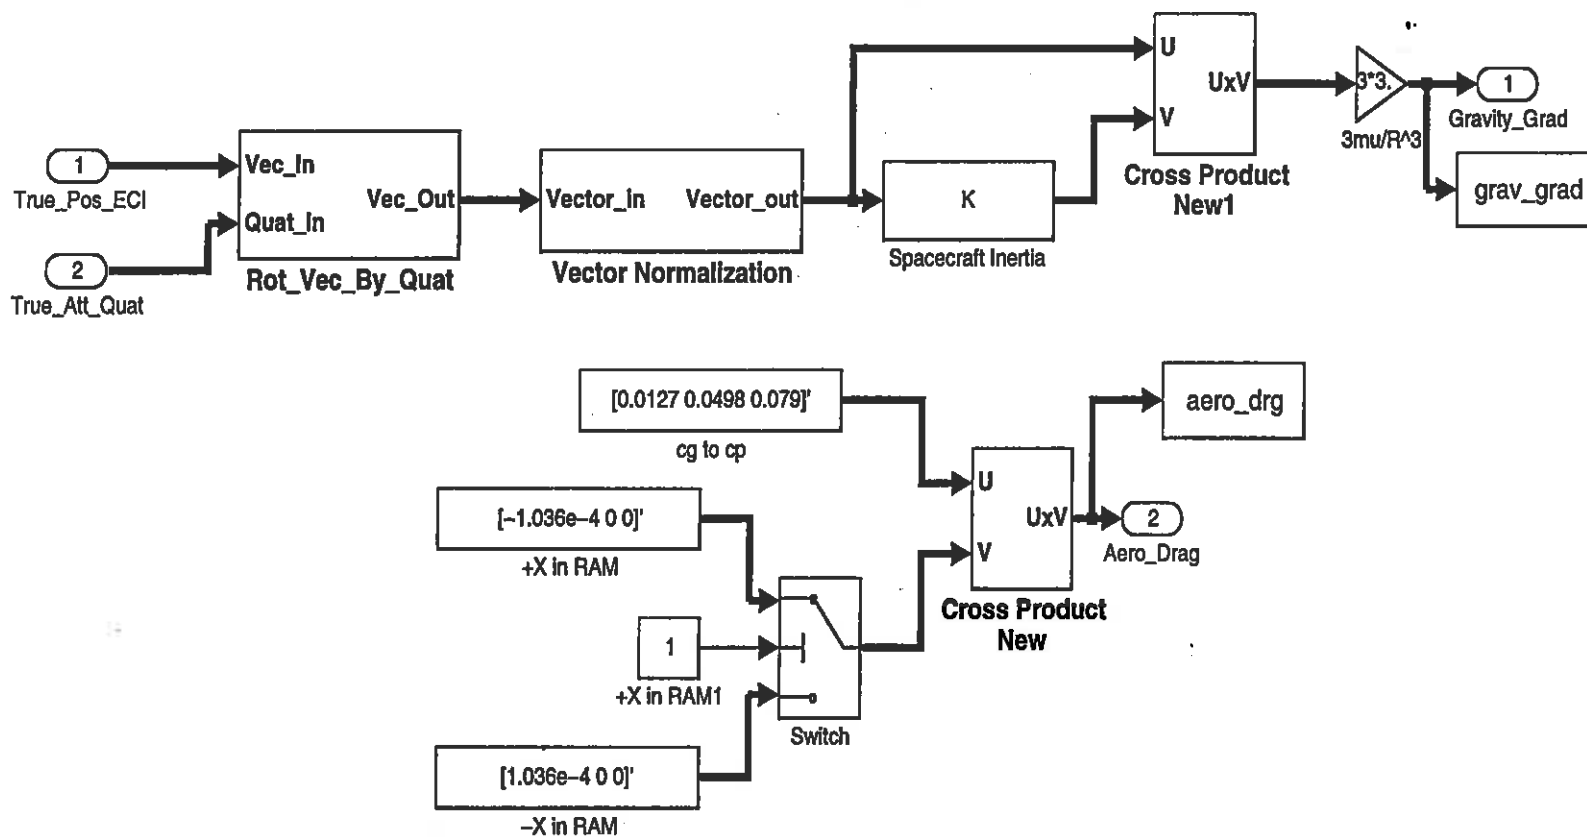 1
True_Pos_ECI
2
True_Att_Quat
Vec_In
Quat_In
Vec_Out
Rot_Vec_By_Quat
Vector_in
Vector_out
Vector Normalization
K
Spacecraft Inertia
U
V
UxV
Cross Product
New1
3*3.
3mu/R^3
1
Gravity_Grad
grav_grad
[0.0127 0.0498 0.079]'
cg to cp
[-1.036e-4 0 0]'
+X in RAM
1
+X in RAM1
[1.036e-4 0 0]'
-X in RAM
Switch
U
V
UxV
Cross Product
New
aero_drg
2
Aero_Drag